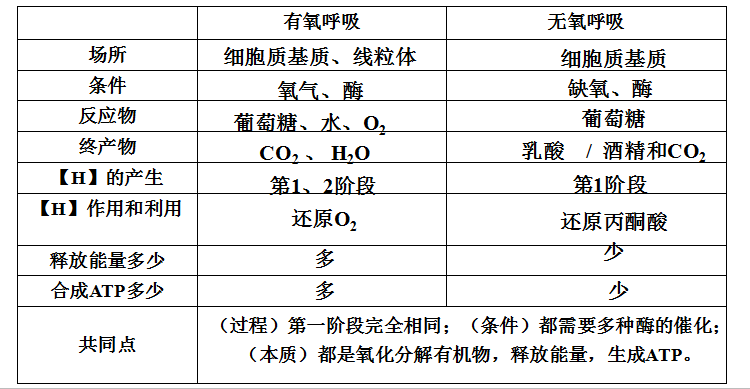 有氧呼吸 无氧呼吸
场所 细胞质基质、线粒体 细胞质基质
条件 氧气、酶 缺氧、酶
反应物 葡萄糖、水、O₂ 葡萄糖
终产物 CO₂ 、 H₂O 乳酸 / 酒精和CO₂
【H】的产生 第1、2阶段 第1阶段
【H】作用和利用 还原O₂ 还原丙酮酸
释放能量多少 多 少
合成ATP多少 多 少
共同点 （过程）第一阶段完全相同；（条件）都需要多种酶的催化；
（本质）都是氧化分解有机物，释放能量，生成ATP。